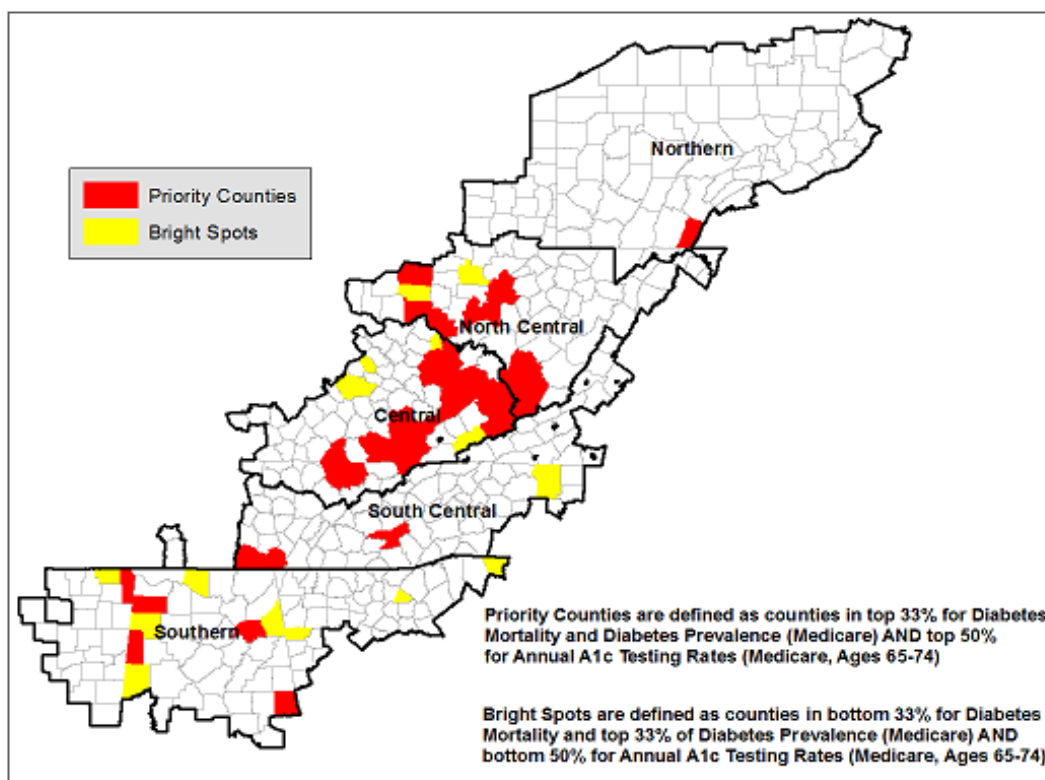 Northern
Priority Counties
Bright Spots
North Central
Central
South Central
Southern
Priority Counties are defined as counties in top 33% for Diabetes
Mortality and Diabetes Prevalence (Medicare) AND top 50%
for Annual A1c Testing Rates (Medicare, Ages 65-74)
Bright Spots are defined as counties in bottom 33% for Diabetes
Mortality and top 33% of Diabetes Prevalence (Medicare) AND
bottom 50% for Annual A1c Testing Rates (Medicare, Ages 65-74)